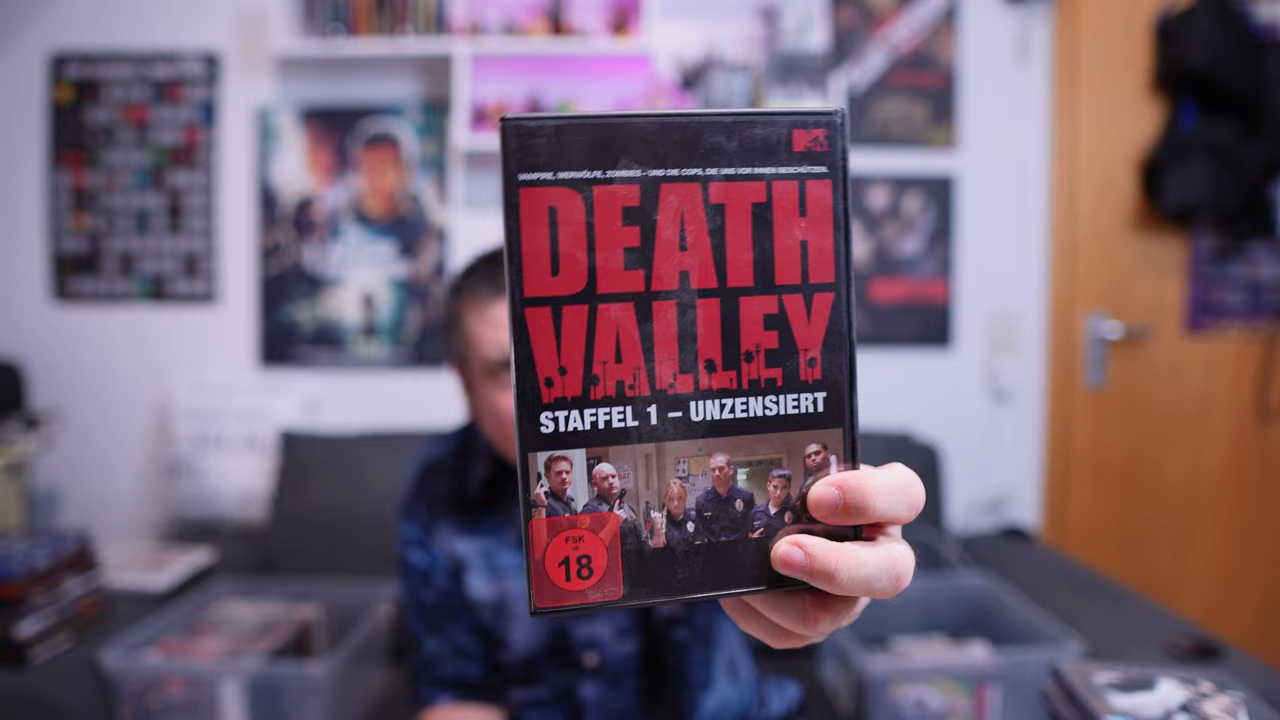 VAMPIRE, WERWÖLFE, ZOMBIES – UND DIE COPS, DIE UNS VOR IHNEN BESCHÜTZEN.
DEATH
VALLEY
STAFFEL 1 – UNZENSIERT
FSK
ab
18